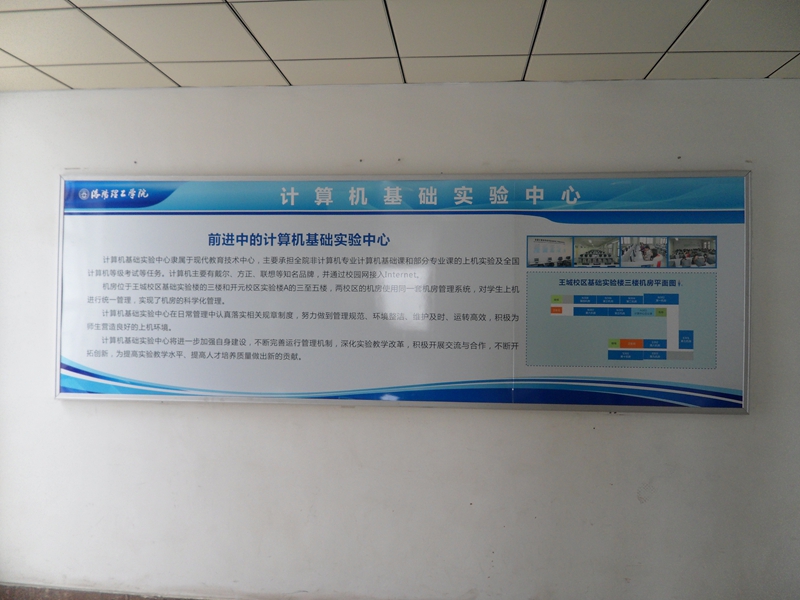 洛阳理工学院
计算机基础实验中心
前进中的计算机基础实验中心
计算机基础实验中心隶属于现代教育技术中心，主要承担全院非计算机专业计算机基础课和部分专业课的上机实验及全国
计算机等级考试等任务。计算机主要有戴尔、方正、联想等知名品牌，并通过校园网接入Internet。
机房位于王城校区基础实验楼的三楼和开元校区实验楼A的三至五楼，两校区的机房使用同一套机房管理系统，对学生上机
进行统一管理，实现了机房的科学化管理。
计算机基础实验中心在日常管理中认真落实相关规章制度，努力做到管理规范、环境整洁、维护及时、运转高效，积极为
师生营造良好的上机环境。
计算机基础实验中心将进一步加强自身建设，不断完善运行管理机制，深化实验教学改革，积极开展交流与合作，不断开
拓创新，为提高实验教学水平、提高人才培养质量做出新的贡献。
王城校区基础实验楼三楼机房平面图